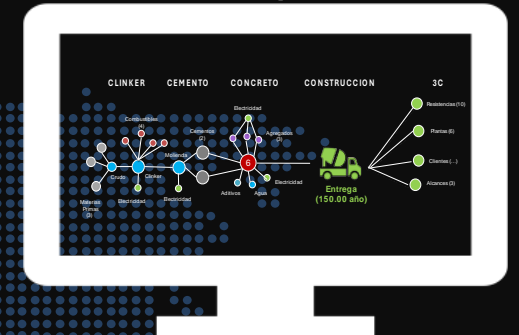 CLINKER CEMENTO CONCRETO CONSTRUCCION 3C
Electricidad
Resistencias (10)
Combustibles
(4)
Cementos
(2)
Agregados
(3)
Plantas (6)
Molienda
6
Clientes (...)
Crudo
Clinker
Electricidad
Alcances (3)
Materias
Primas
(3)
Electricidad
Electricidad
Aditivos
Agua
Entrega
(150.00 año)